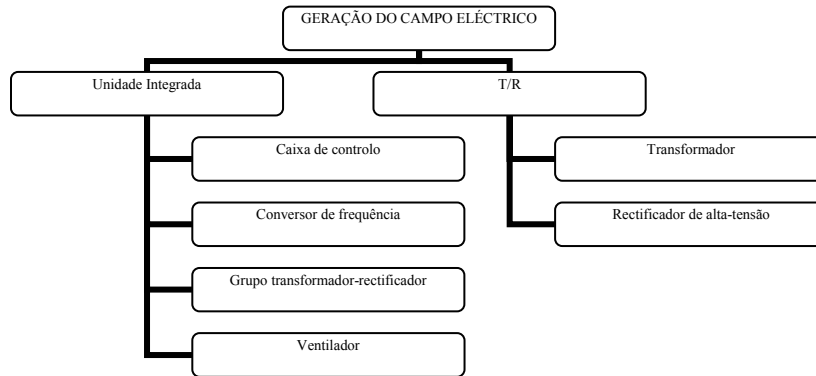 GERAÇÃO DO CAMPO ELÉCTRICO
Unidade Integrada
T/R
Caixa de controlo
Transformador
Conversor de frequência
Rectificador de alta-tensão
Grupo transformador-rectificador
Ventilador